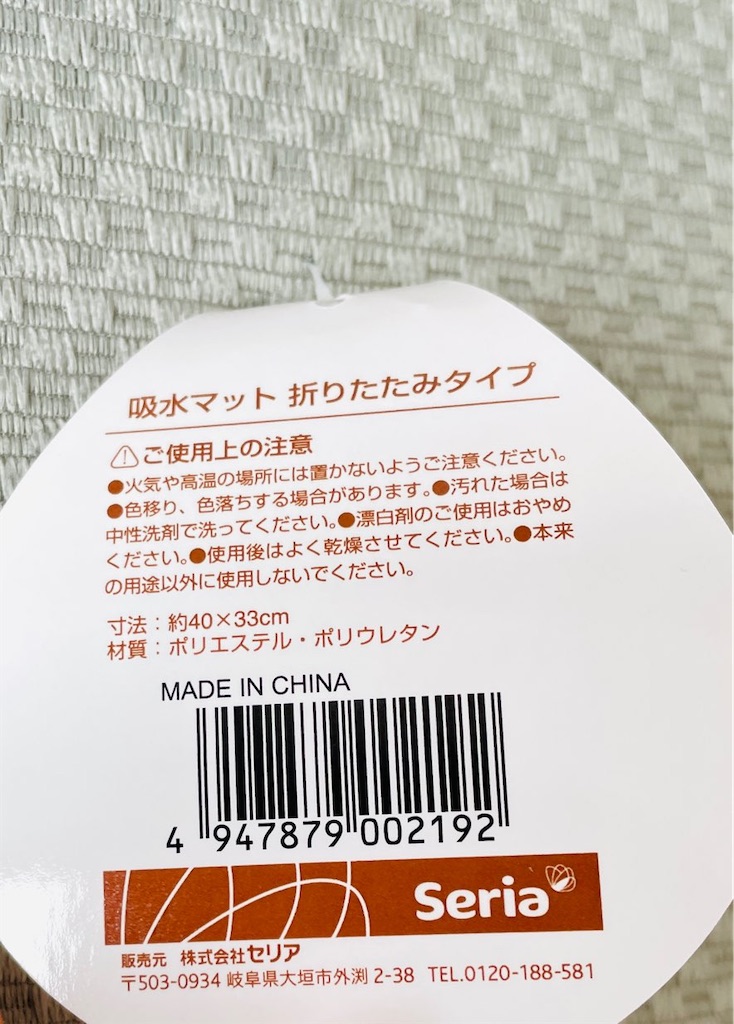 吸水マット 折りたたみタイプ
⚠ご使用上の注意
●火気や高温の場所には置かないようご注意ください。
●色移り、色落ちする場合があります。●汚れた場合は
中性洗剤で洗ってください。●漂白剤のご使用はおやめ
ください。●使用後はよく乾燥させてください。●本来
の用途以外に使用しないでください。
寸法：約40×33cm
材質：ポリエステル・ポリウレタン
MADE IN CHINA
4 947879 002192
Seria
販売元 株式会社セリア
〒503-0934 岐阜県大垣市外渕 2-38 TEL.0120-188-581